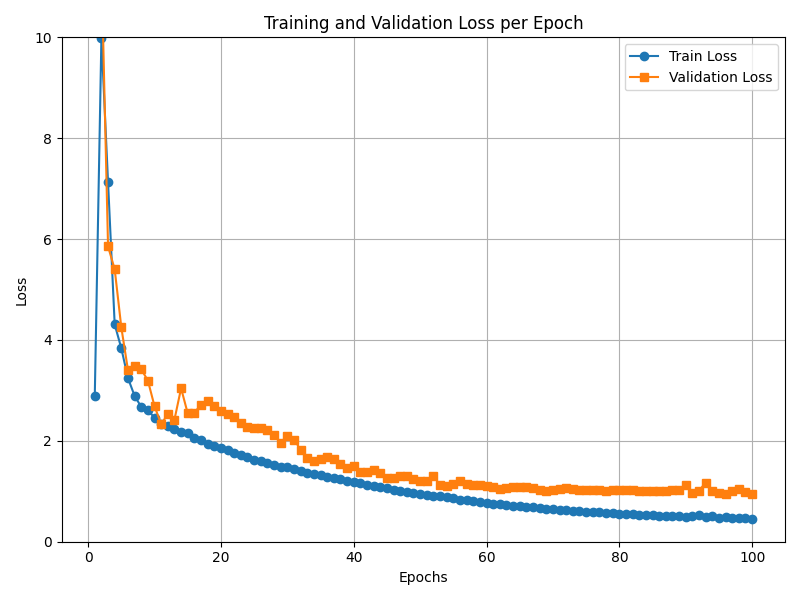 Training and Validation Loss per Epoch
Train Loss
Validation Loss
Loss
10
8
6
4
2
0
0 20 40 60 80 100
Epochs